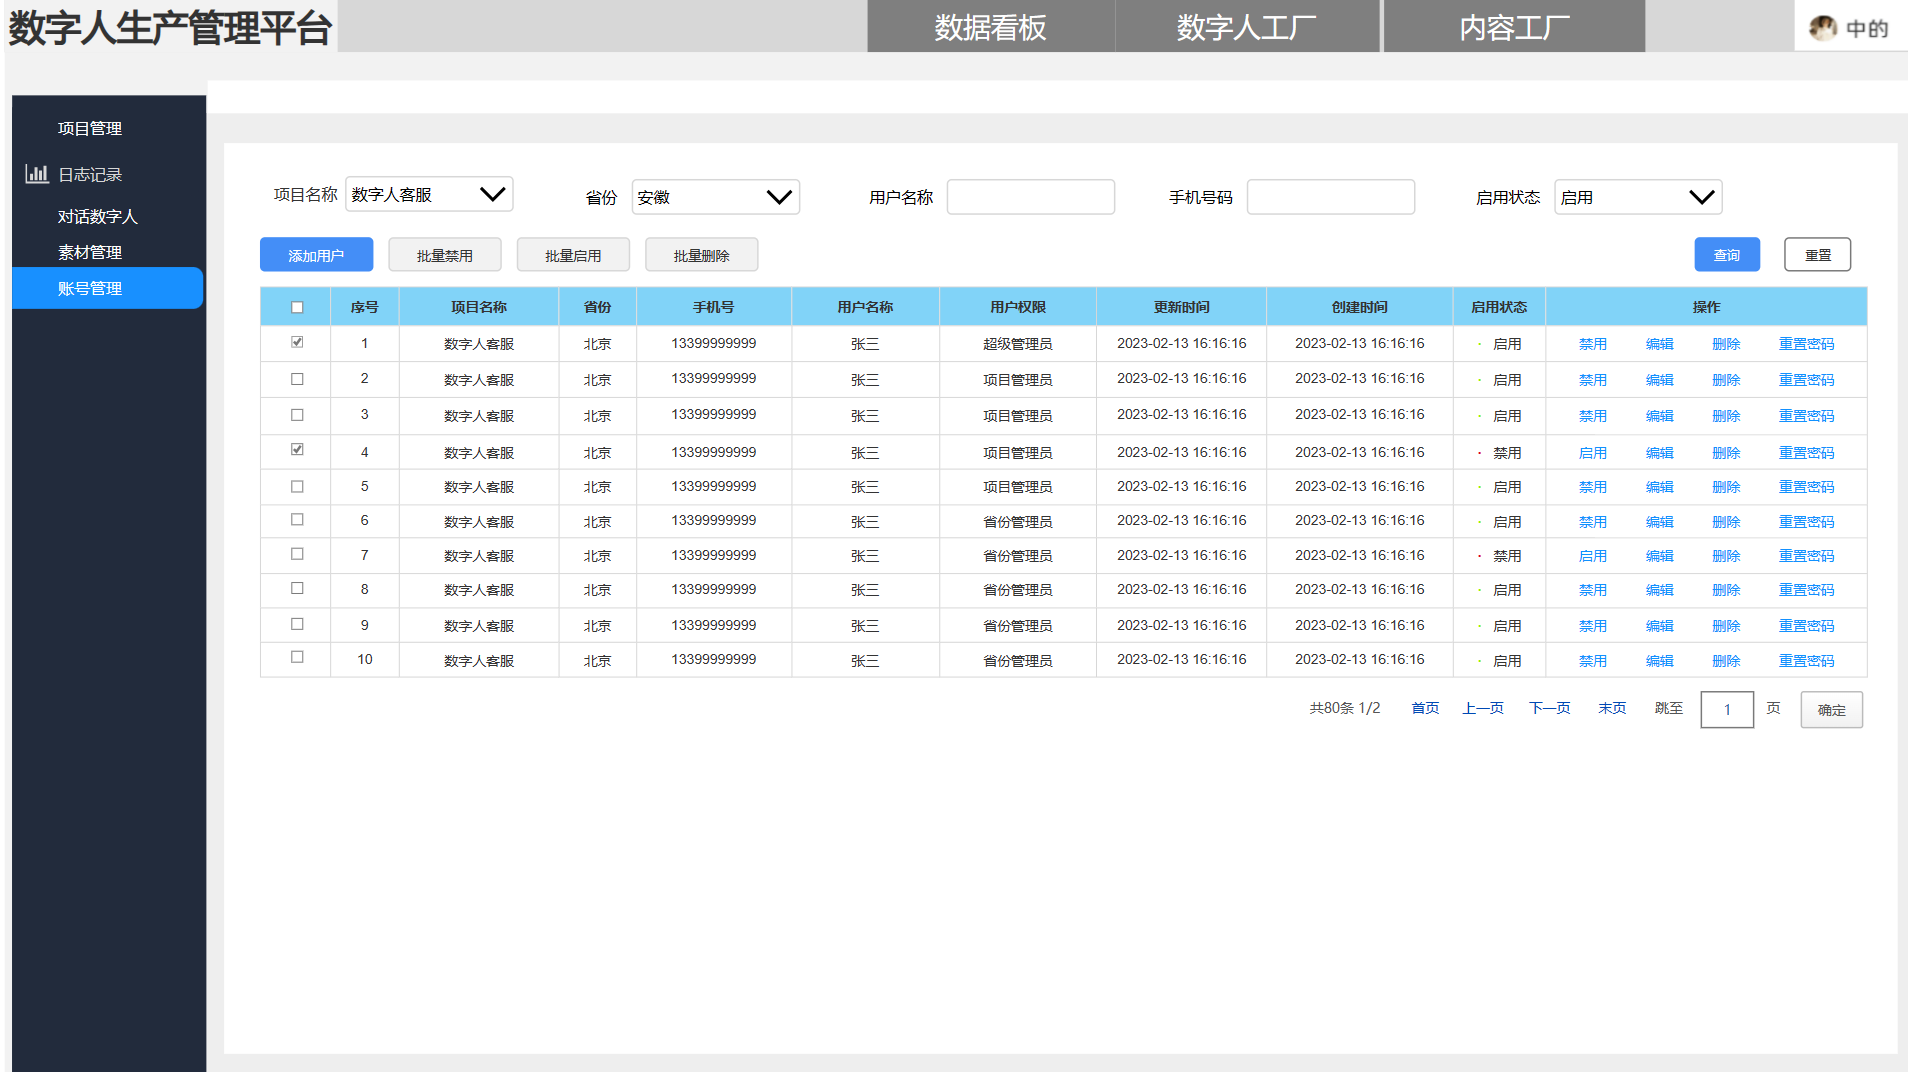 数字人生产管理平台
数据看板 数字人工厂 内容工厂 中的
项目管理
日志记录
对话数字人
素材管理
账号管理
项目名称 数字人客服 省份 安徽 用户名称 手机号码 启用状态 启用
添加用户 批量禁用 批量启用 批量删除 查询 重置
序号 项目名称 省份 手机号 用户名称 用户权限 更新时间 创建时间 启用状态 操作
1 数字人客服 北京 13399999999 张三 超级管理员 2023-02-13 16:16:16 2023-02-13 16:16:16 启用 禁用 编辑 删除 重置密码
2 数字人客服 北京 13399999999 张三 项目管理员 2023-02-13 16:16:16 2023-02-13 16:16:16 启用 禁用 编辑 删除 重置密码
3 数字人客服 北京 13399999999 张三 项目管理员 2023-02-13 16:16:16 2023-02-13 16:16:16 启用 禁用 编辑 删除 重置密码
4 数字人客服 北京 13399999999 张三 项目管理员 2023-02-13 16:16:16 2023-02-13 16:16:16 禁用 启用 编辑 删除 重置密码
5 数字人客服 北京 13399999999 张三 项目管理员 2023-02-13 16:16:16 2023-02-13 16:16:16 启用 禁用 编辑 删除 重置密码
6 数字人客服 北京 13399999999 张三 省份管理员 2023-02-13 16:16:16 2023-02-13 16:16:16 启用 禁用 编辑 删除 重置密码
7 数字人客服 北京 13399999999 张三 省份管理员 2023-02-13 16:16:16 2023-02-13 16:16:16 禁用 启用 编辑 删除 重置密码
8 数字人客服 北京 13399999999 张三 省份管理员 2023-02-13 16:16:16 2023-02-13 16:16:16 启用 禁用 编辑 删除 重置密码
9 数字人客服 北京 13399999999 张三 省份管理员 2023-02-13 16:16:16 2023-02-13 16:16:16 启用 禁用 编辑 删除 重置密码
10 数字人客服 北京 13399999999 张三 省份管理员 2023-02-13 16:16:16 2023-02-13 16:16:16 启用 禁用 编辑 删除 重置密码
共80条 1/2 首页 上一页 下一页 末页 跳至 1 页 确定